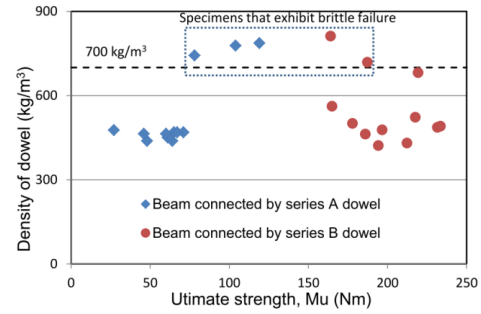 Specimens that exhibit brittle failure
900
700 kg/m³
600
300
0
Density of dowel (kg/m³)
Beam connected by series A dowel
Beam connected by series B dowel
0 50 100 150 200 250
Utimate strength, Mu (Nm)